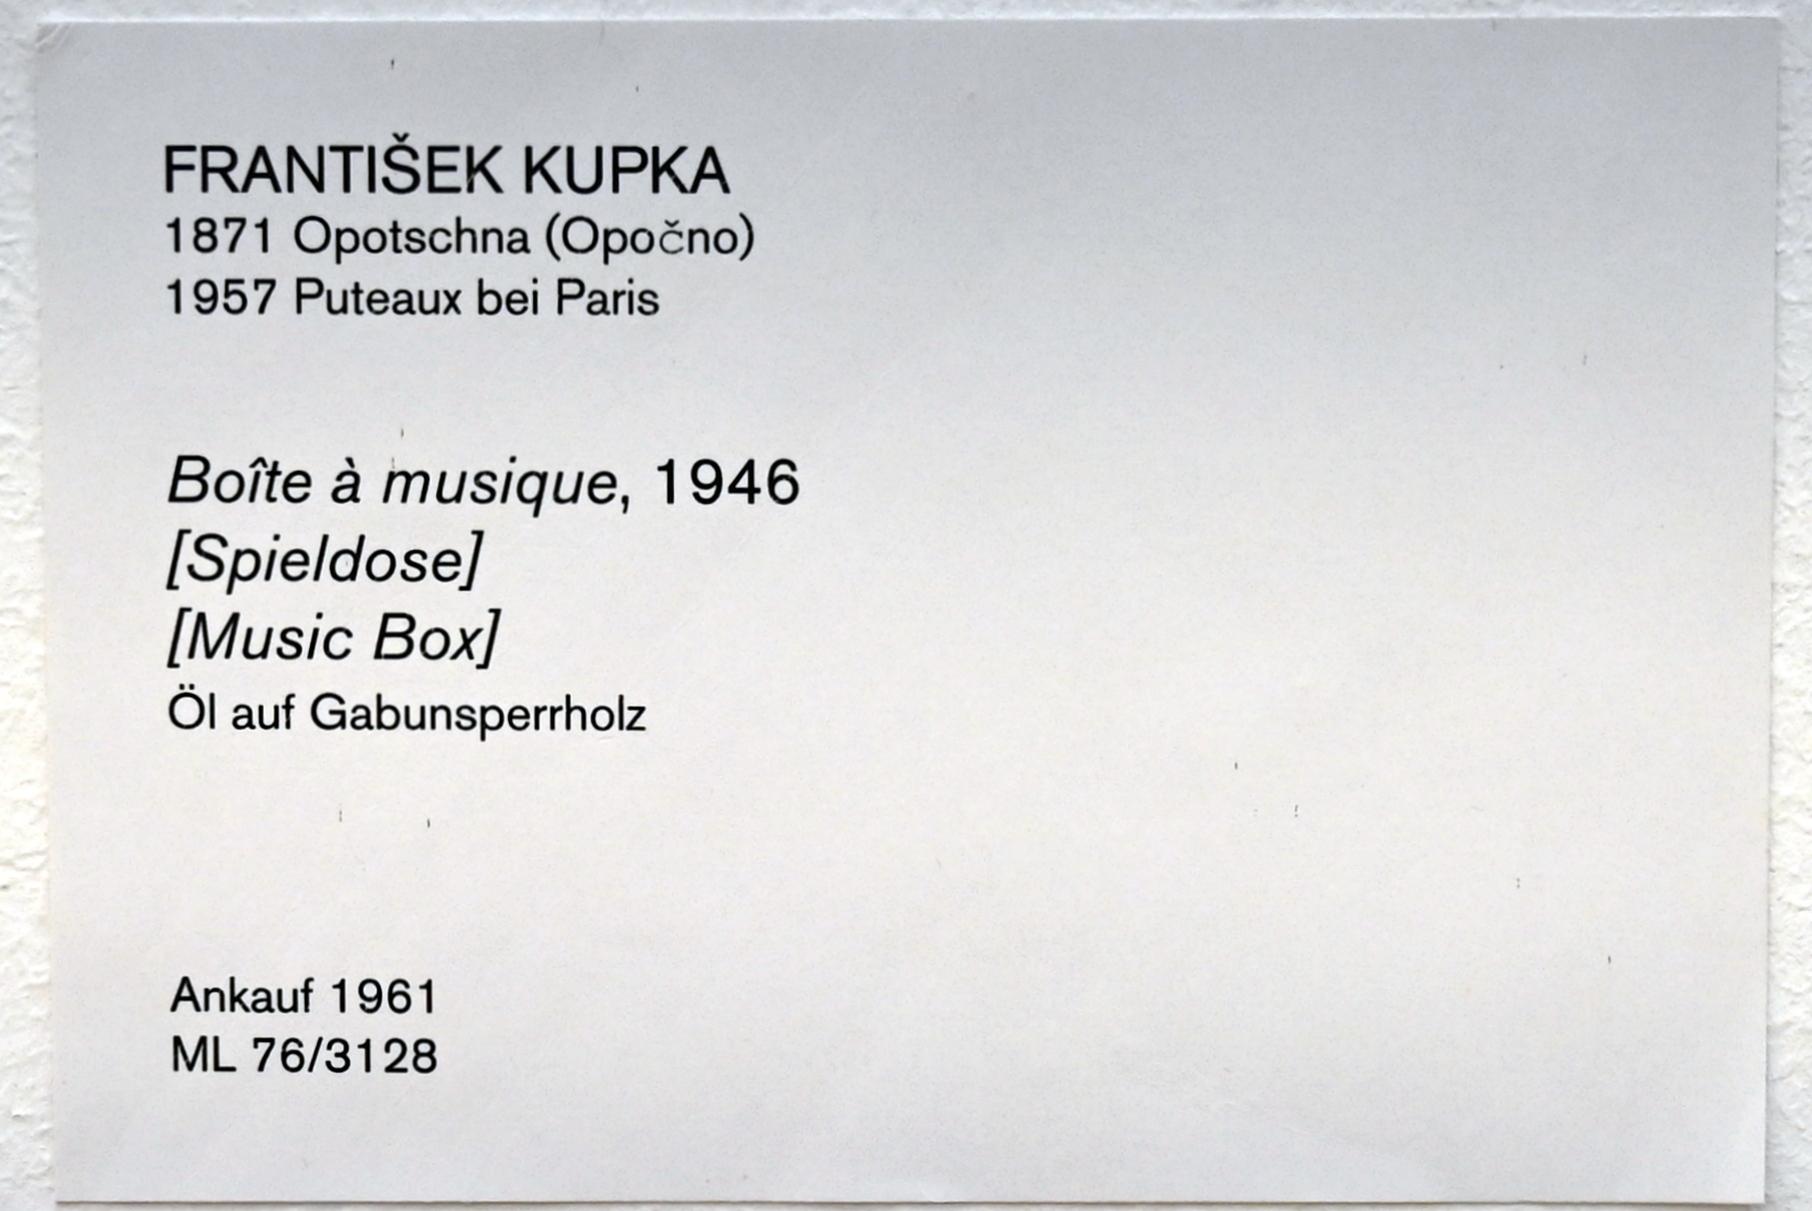 FRANTIŠEK KUPKA
1871 Opotschna (Opočno)
1957 Puteaux bei Paris
Boîte à musique, 1946
[Spieldose]
[Music Box]
Öl auf Gabunsperrholz
Ankauf 1961
ML 76/3128